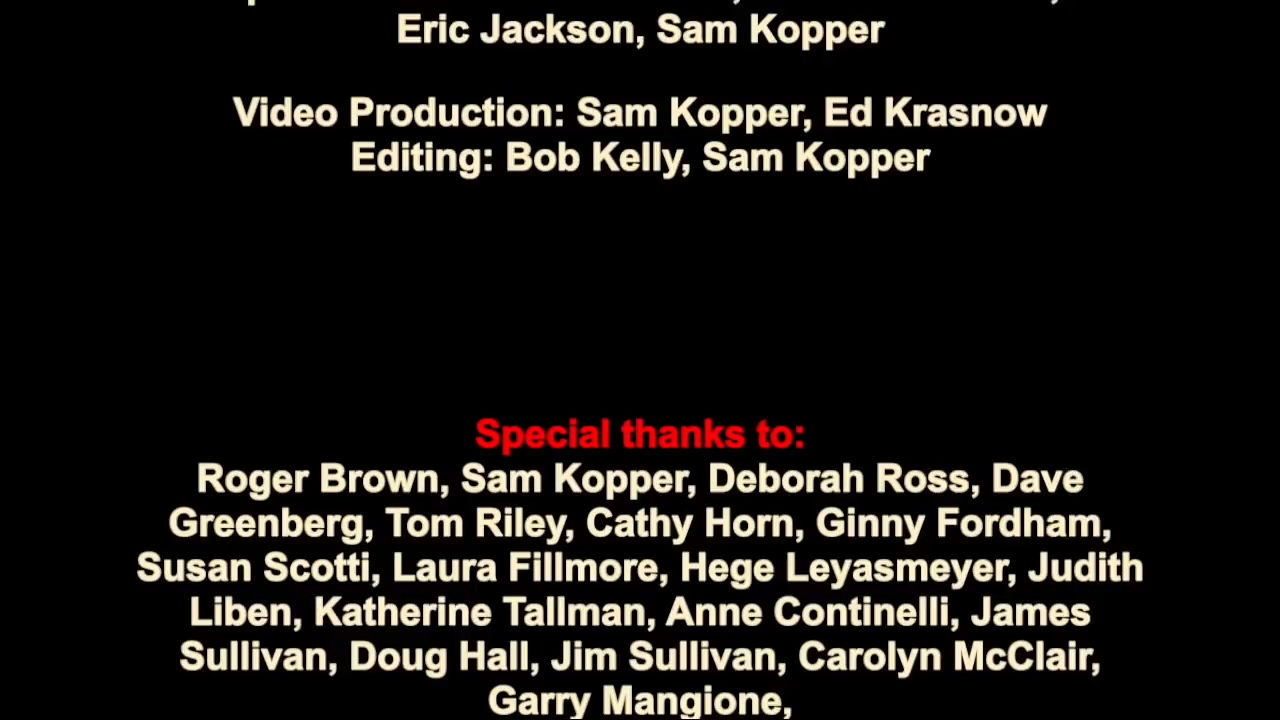 Eric Jackson, Sam Kopper
Video Production: Sam Kopper, Ed Krasnow
Editing: Bob Kelly, Sam Kopper
Special thanks to:
Roger Brown, Sam Kopper, Deborah Ross, Dave
Greenberg, Tom Riley, Cathy Horn, Ginny Fordham,
Susan Scotti, Laura Fillmore, Hege Leyasmeyer, Judith
Liben, Katherine Tallman, Anne Continelli, James
Sullivan, Doug Hall, Jim Sullivan, Carolyn McClair,
Garry Mangione,